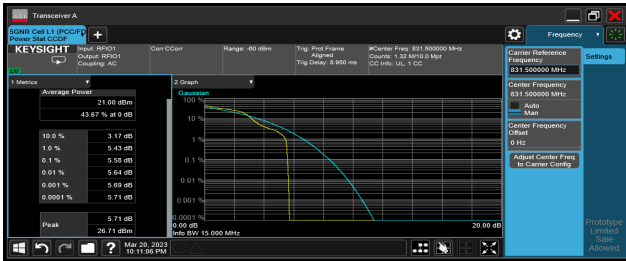 Transceiver A
5GNR Cell L1 (PCC/FP
Power Stat CCDF
Frequency
KEYSIGHT
Input: RFIO1
Output: RFIO1
Coupling: AC
Corr CCorr
Range: -60 dBm
Trig: Prot Frame
Aligned
Trig Delay: 8.950 ms
#Center Freq: 831.500000 MHz
Counts: 1.32 M/10.0 Mpt
CC Info: UL, 1 CC
1 Metrics
Average Power
21.00 dBm
43.67 % at 0 dB
10.0 % 3.17 dB
1.0 % 5.43 dB
0.1 % 5.58 dB
0.01 % 5.64 dB
0.001 % 5.69 dB
0.0001 % 5.71 dB
Peak
5.71 dB
26.71 dBm
2 Graph
Gaussian
100 %
10 %
1 %
0.1 %
0.01 %
0.001 %
0.0001 %
0.00 dB
20.00 dB
Info BW 15.000 MHz
Carrier Reference
Frequency
831.500000 MHz
Center Frequency
831.500000 MHz
Auto
Man
Center Frequency
Offset
0 Hz
Adjust Center Freq
to Carrier Config
Settings
Prototype
Limited
Sale
Allowed
?
Mar 20, 2023
10:11:06 PM